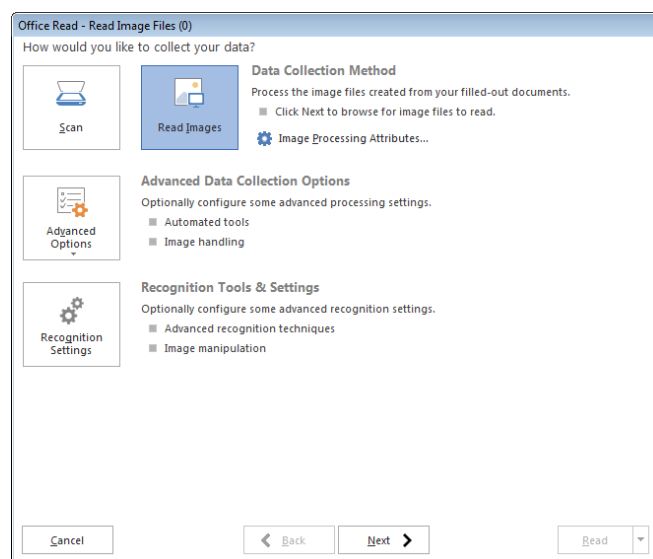 Office Read - Read Image Files (0)
How would you like to collect your data?
Scan
Read Images
Data Collection Method
Process the image files created from your filled-out documents.
Click Next to browse for image files to read.
Image Processing Attributes...
Advanced Options
Advanced Data Collection Options
Optionally configure some advanced processing settings.
Automated tools
Image handling
Recognition Settings
Recognition Tools & Settings
Optionally configure some advanced recognition settings.
Advanced recognition techniques
Image manipulation
Cancel
Back
Next
Read